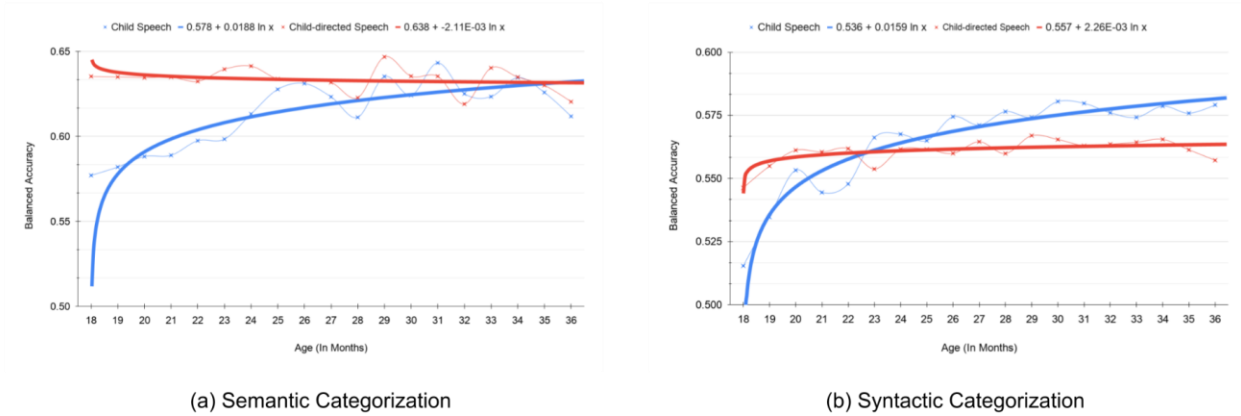 Child Speech 0.578 + 0.0188 ln x Child-directed Speech 0.638 + -2.11E-03 ln x
0.65
0.60
0.55
0.50
Balanced Accuracy
18 19 20 21 22 23 24 25 26 27 28 29 30 31 32 33 34 35 36
Age (In Months)
(a) Semantic Categorization
Child Speech 0.536 + 0.0159 ln x Child-directed Speech 0.557 + 2.26E-03 ln x
0.600
0.575
0.550
0.525
0.500
Balanced Accuracy
18 19 20 21 22 23 24 25 26 27 28 29 30 31 32 33 34 35 36
Age (In Months)
(b) Syntactic Categorization